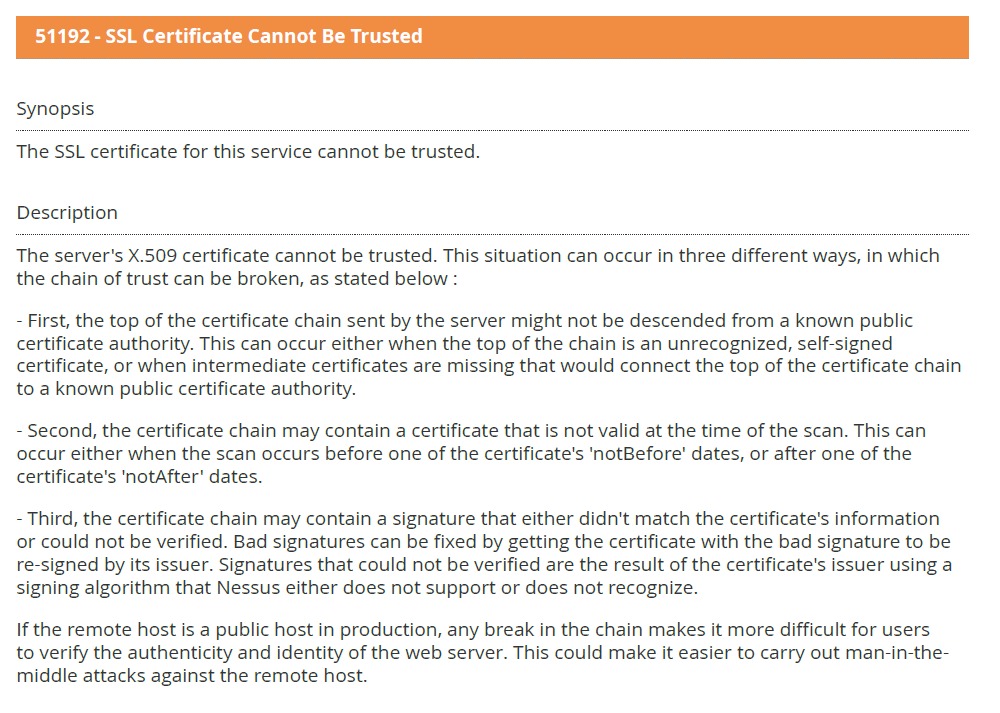 51192 - SSL Certificate Cannot Be Trusted
Synopsis
The SSL certificate for this service cannot be trusted.
Description
The server's X.509 certificate cannot be trusted. This situation can occur in three different ways, in which
the chain of trust can be broken, as stated below :
- First, the top of the certificate chain sent by the server might not be descended from a known public
certificate authority. This can occur either when the top of the chain is an unrecognized, self-signed
certificate, or when intermediate certificates are missing that would connect the top of the certificate chain
to a known public certificate authority.
- Second, the certificate chain may contain a certificate that is not valid at the time of the scan. This can
occur either when the scan occurs before one of the certificate's 'notBefore' dates, or after one of the
certificate's 'notAfter' dates.
- Third, the certificate chain may contain a signature that either didn't match the certificate's information
or could not be verified. Bad signatures can be fixed by getting the certificate with the bad signature to be
re-signed by its issuer. Signatures that could not be verified are the result of the certificate's issuer using a
signing algorithm that Nessus either does not support or does not recognize.
If the remote host is a public host in production, any break in the chain makes it more difficult for users
to verify the authenticity and identity of the web server. This could make it easier to carry out man-in-the-
middle attacks against the remote host.